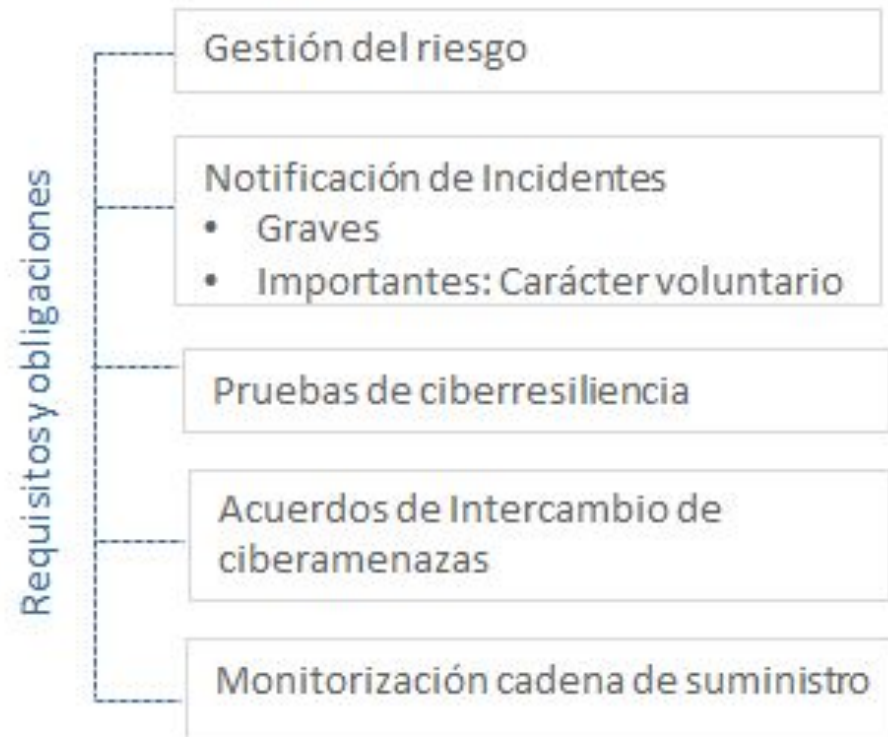 Requisitos y obligaciones
Gestión del riesgo
Notificación de Incidentes
• Graves
• Importantes: Carácter voluntario
Pruebas de ciberresiliencia
Acuerdos de Intercambio de
ciberamenazas
Monitorización cadena de suministro